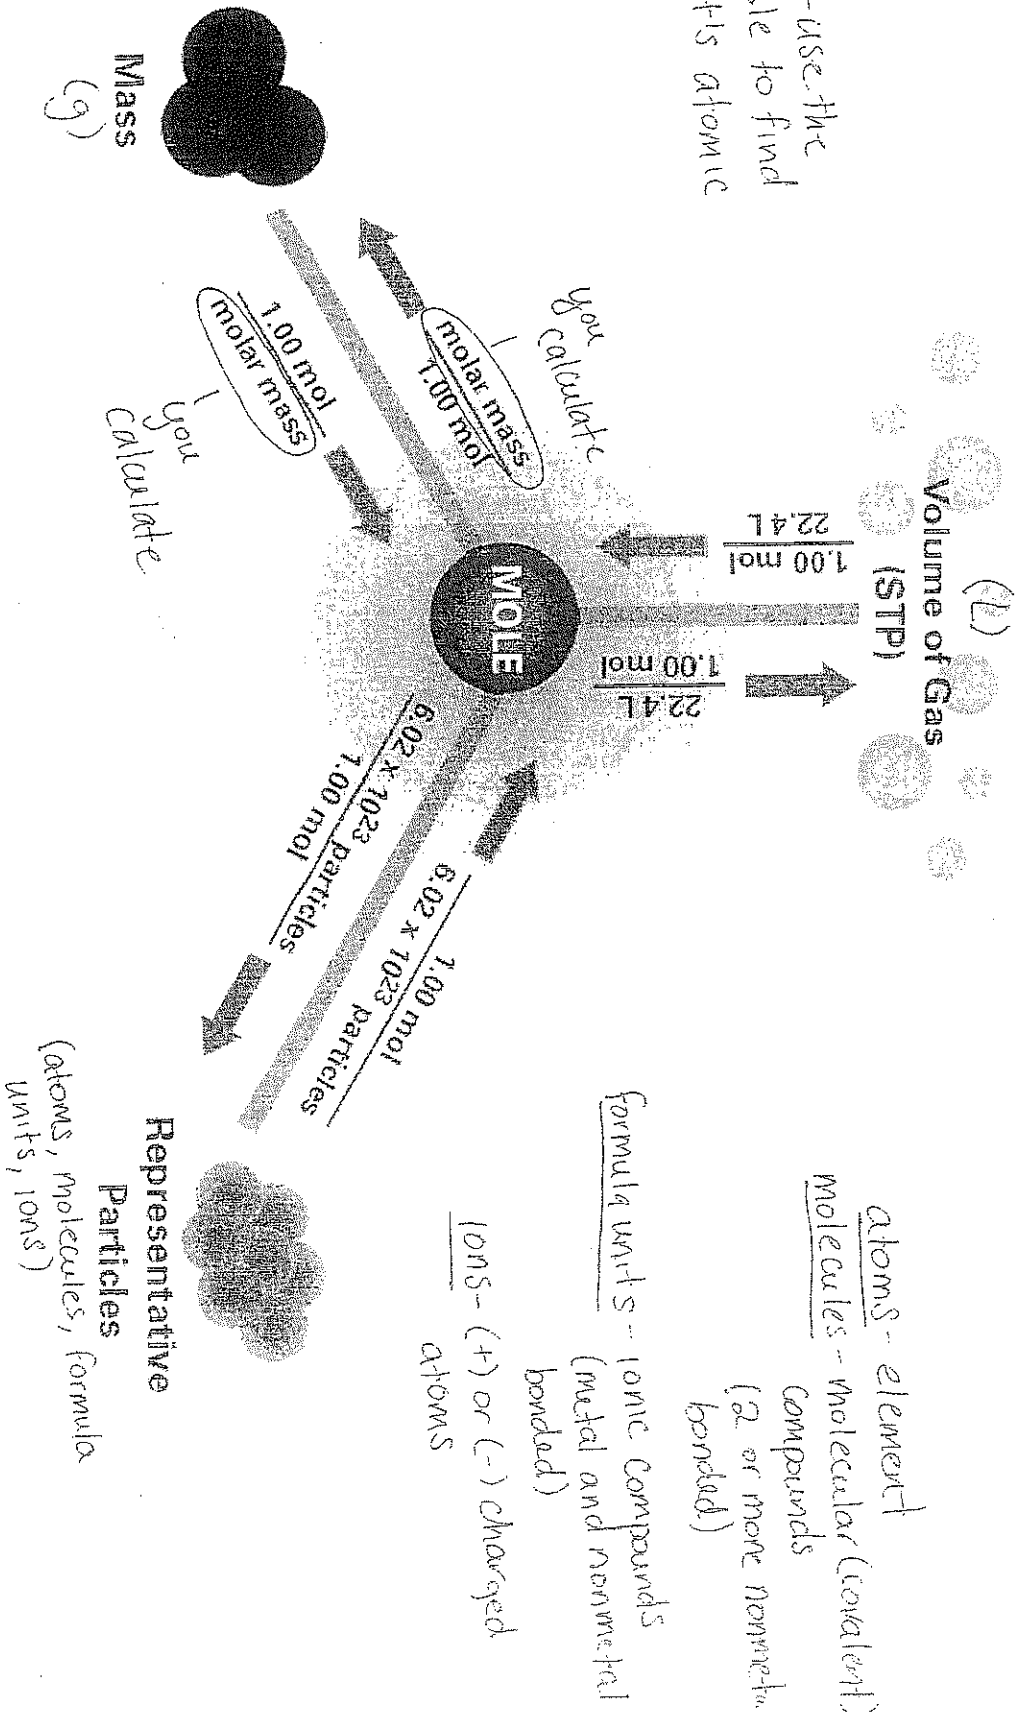 -use the
le to find
t's atomic
(L)
Volume of Gas
(STP)
1.00 mol
22.4 L
22.4 L
1.00 mol
you
calculate
molar mass
1.00 mol
1.00 mol
molar mass
you
calculate
Mass
(g)
MOLE
1.00 mol
6.02 x 1023 particles
6.02 x 1023 particles
1.00 mol
Representative
Particles
(atoms, molecules, formula
units, ions)
atoms - element
molecules - molecular (covalent)
compounds
(2 or more nonmeta
bonded)
formula units - ionic compounds
(metal and nonmetal
bonded)
ions - (+) or (-) charged
atoms